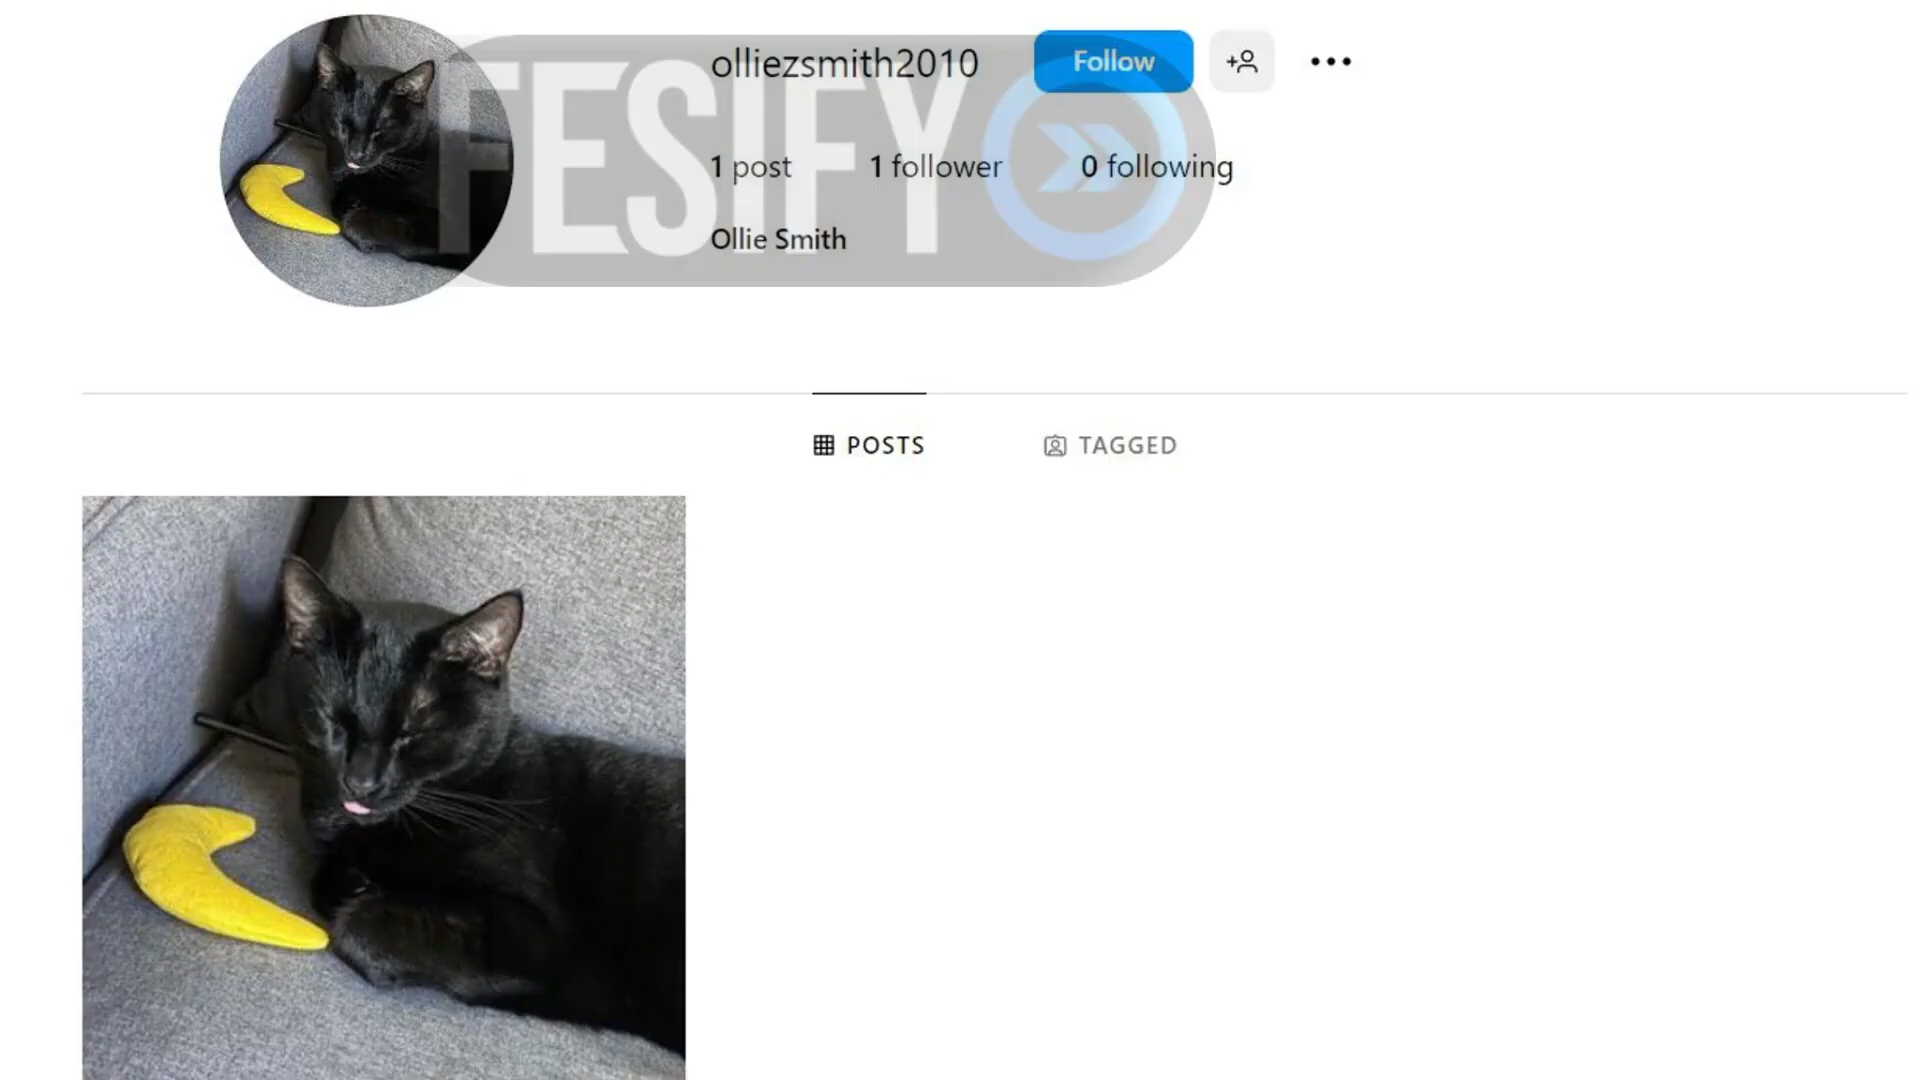 olliezsmith2010 Follow
FESIFY
1 post 1 follower 0 following
Ollie Smith
POSTS TAGGED